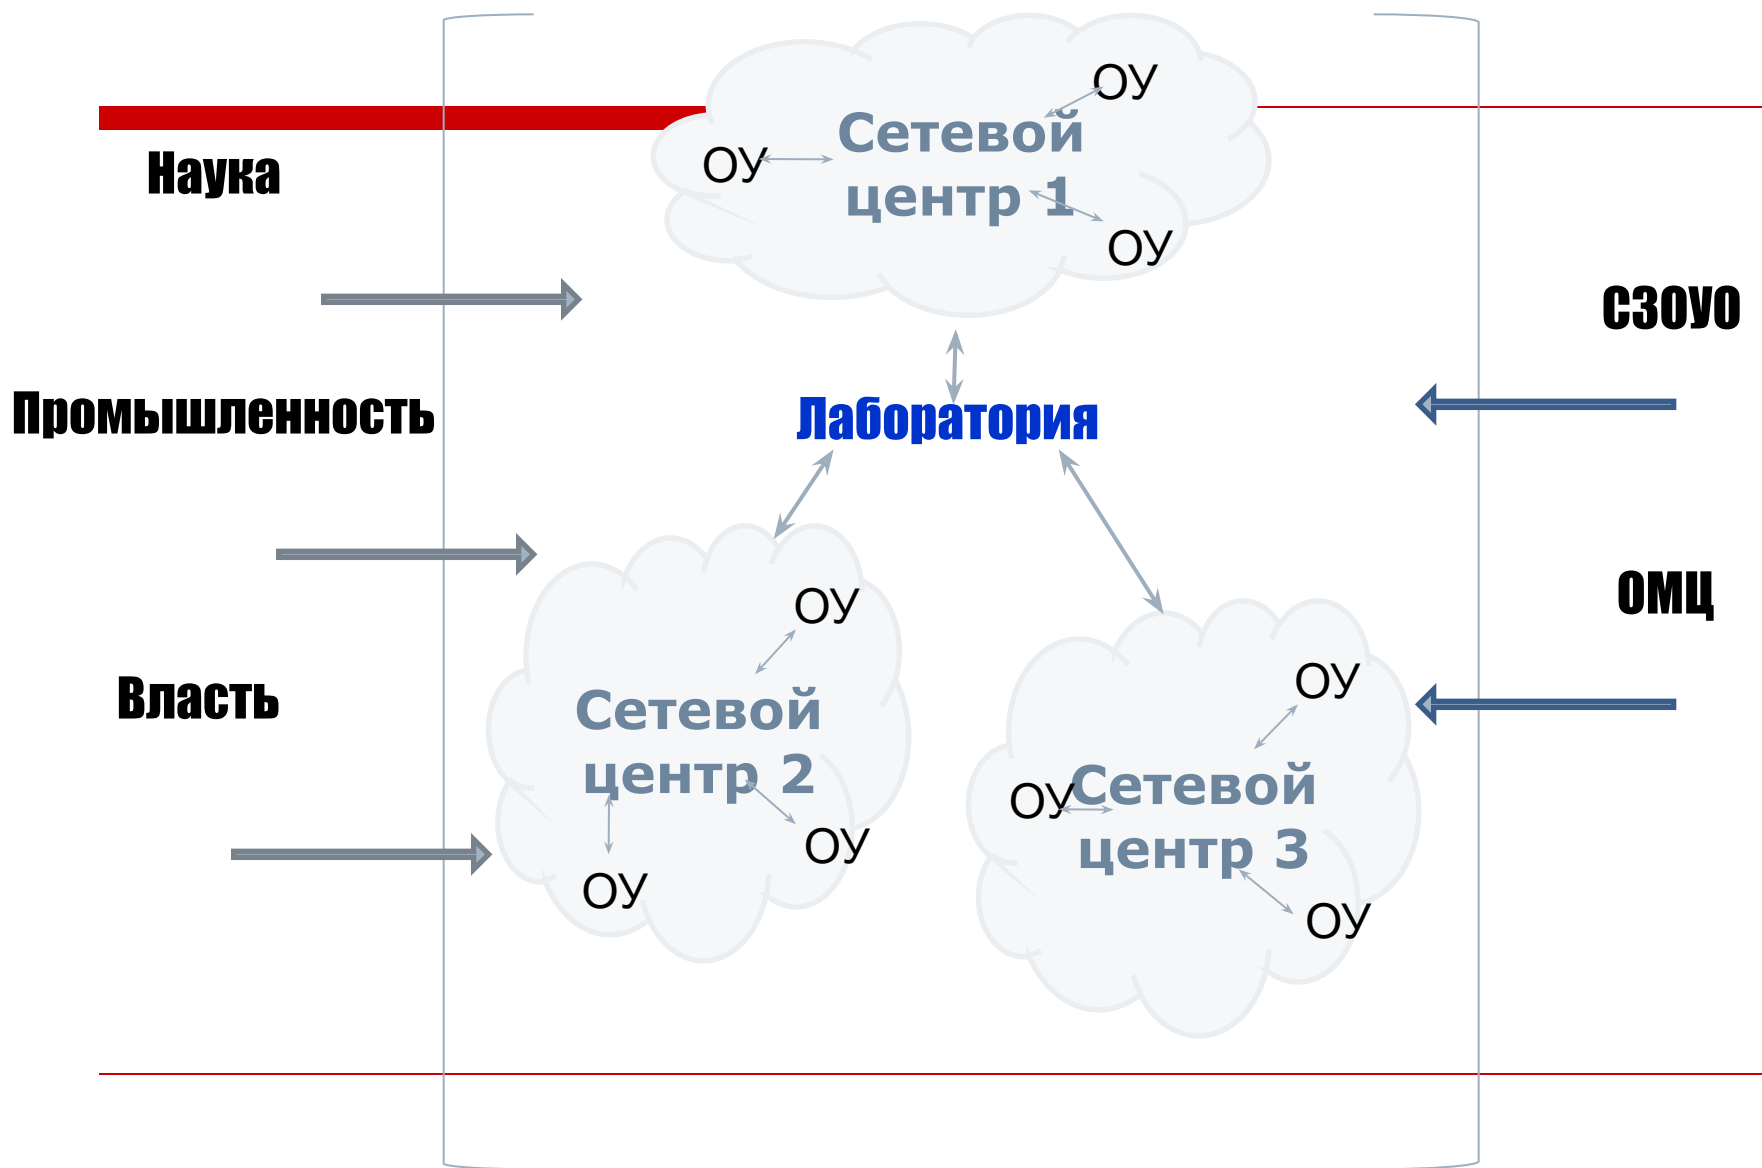 ОУ
Сетевой
центр 1
ОУ
ОУ
Наука
СЗОУО
Промышленность
Лаборатория
ОМЦ
Власть
ОУ
Сетевой
центр 2
ОУ
ОУ
ОУ
Сетевой
центр 3
ОУ
ОУ